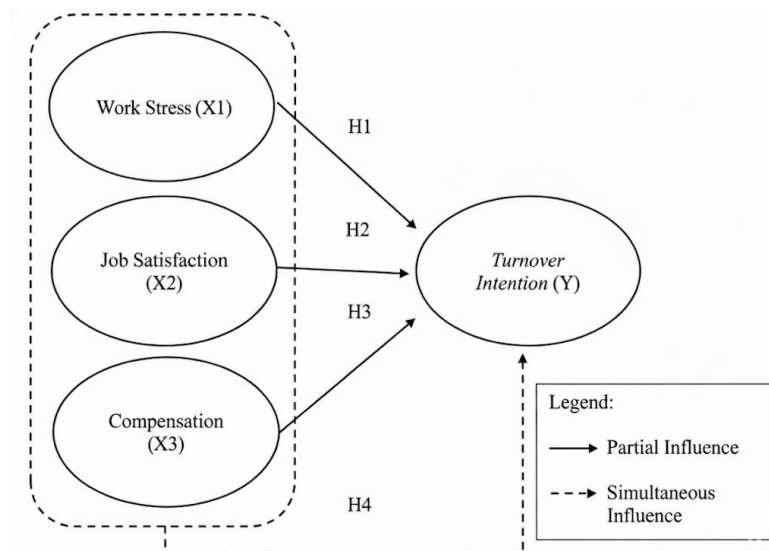 Work Stress (X1)
H1
H2
Job Satisfaction
(X2)
Turnover
Intention (Y)
H3
Compensation
(X3)
H4
Legend:
Partial Influence
Simultaneous
Influence